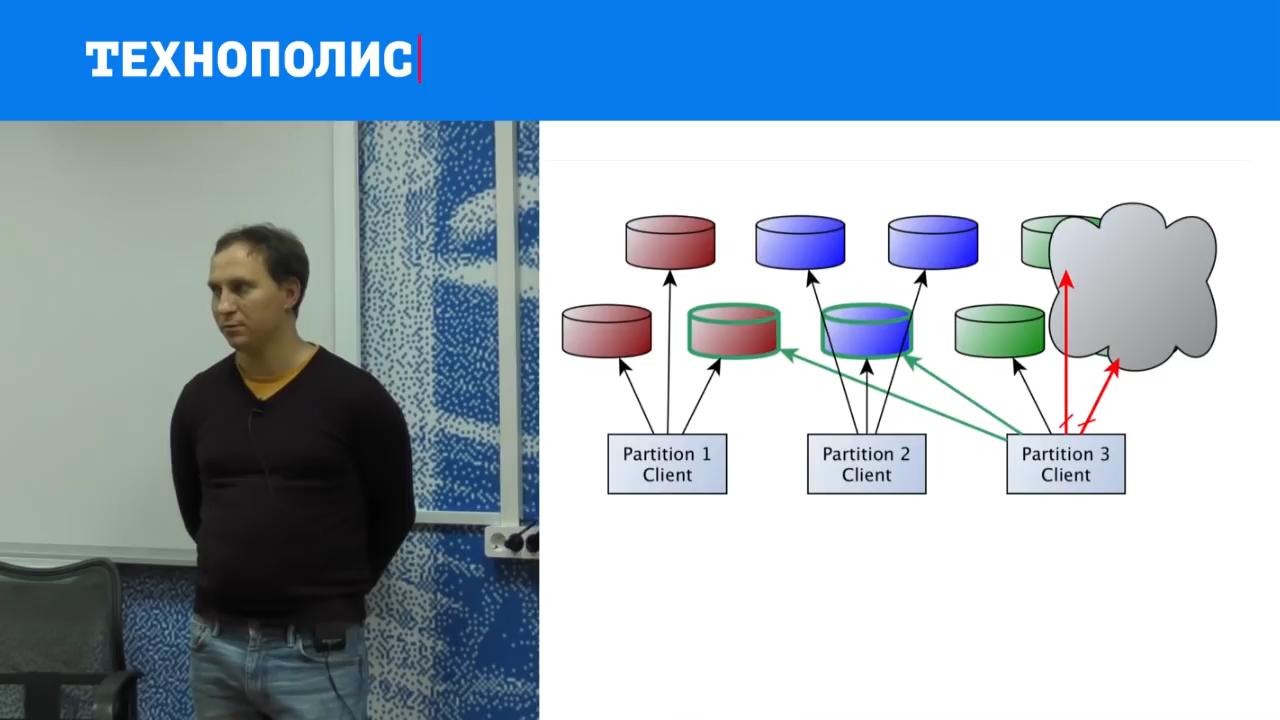 ТЕХНОПОЛИС
Partition 1
Client
Partition 2
Client
Partition 3
Client